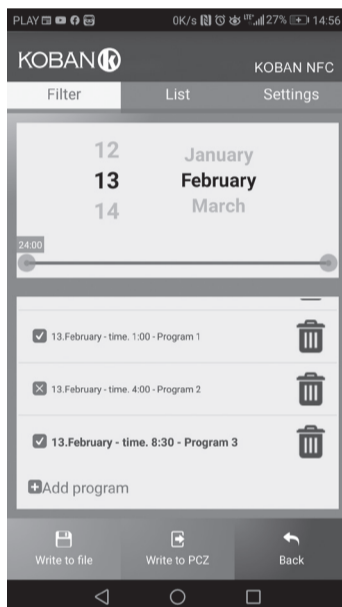 PLAY 0K/s 27% 14:56
KOBAN k
KOBAN NFC
Filter List Settings
12 January
13 February
14 March
24:00
13.February - time. 1:00 - Program 1
13.February - time. 4:00 - Program 2
13.February - time. 8:30 - Program 3
Add program
Write to file Write to PCZ Back